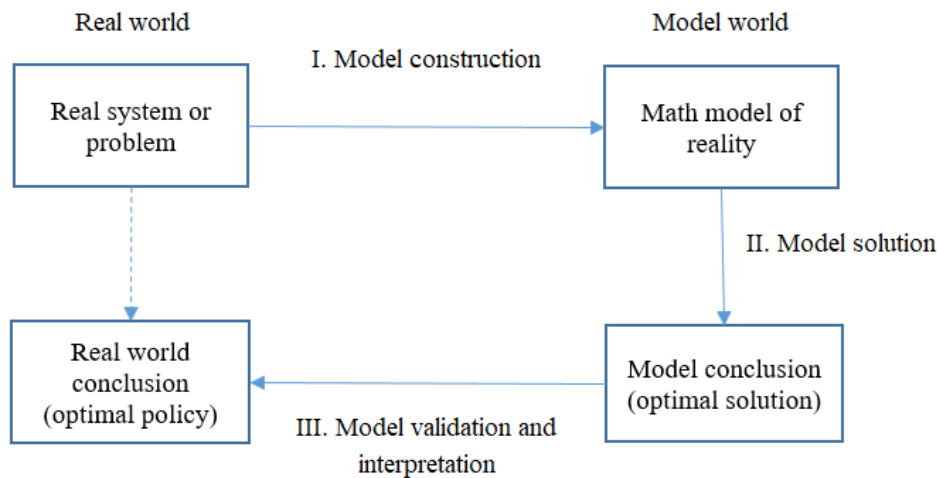 Real world
Model world
I. Model construction
Real system or
problem
Math model of
reality
II. Model solution
Real world
conclusion
(optimal policy)
Model conclusion
(optimal solution)
III. Model validation and
interpretation